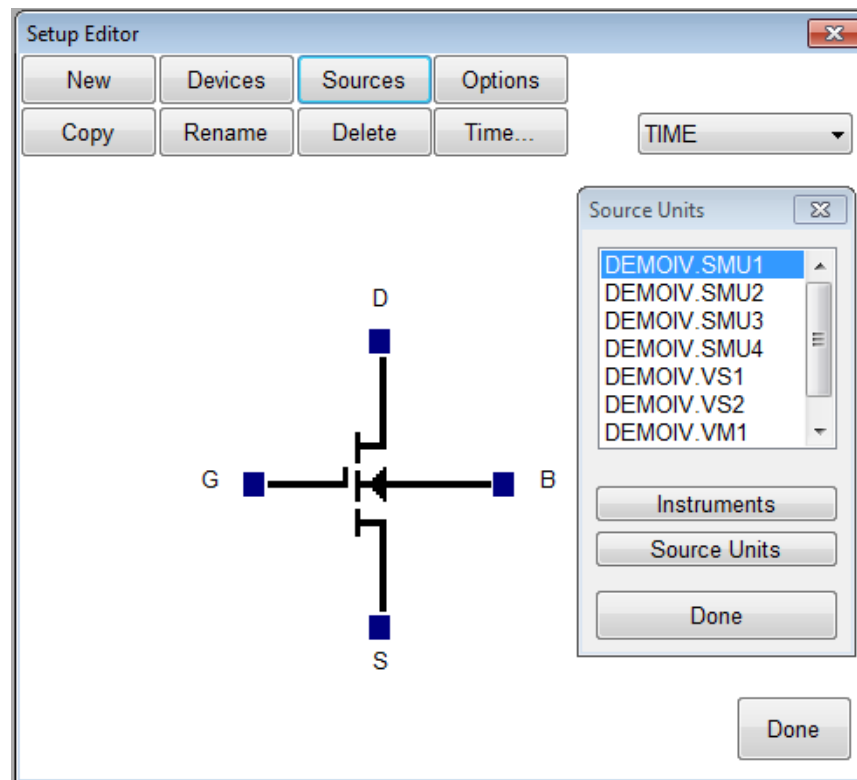 Setup Editor
New Devices Sources Options
Copy Rename Delete Time... TIME
Source Units
DEMOIV.SMU1
DEMOIV.SMU2
DEMOIV.SMU3
DEMOIV.SMU4
DEMOIV.VS1
DEMOIV.VS2
DEMOIV.VM1
D
G B
S
Instruments
Source Units
Done
Done